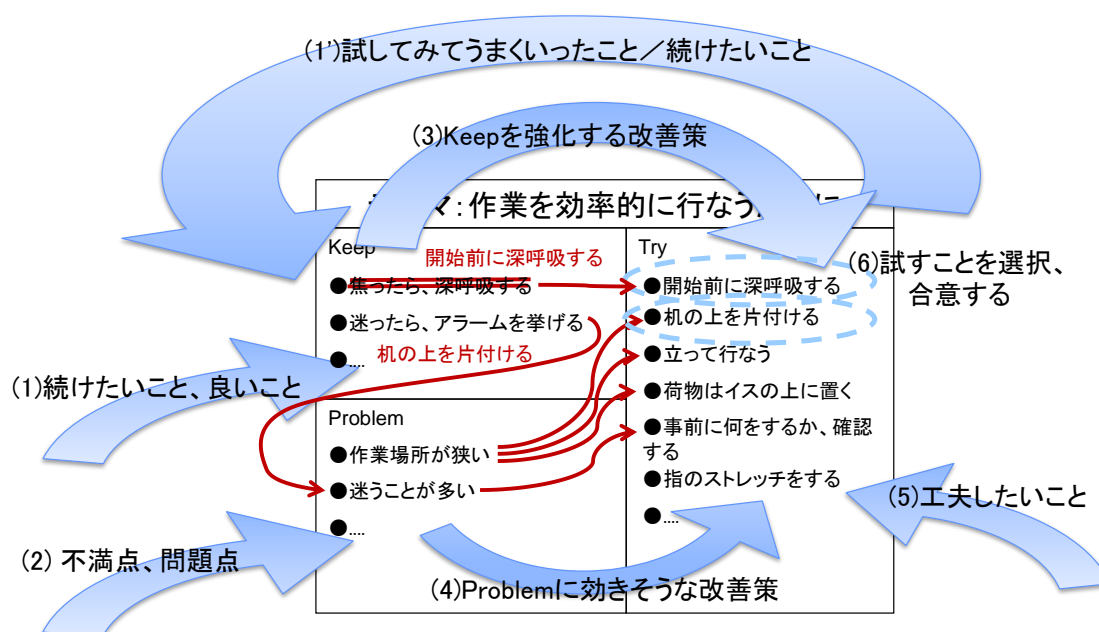 (1')試してみてうまくいったこと／続けたいこと
(3)Keepを強化する改善策
マ：作業を効率的に行なう
Keep
開始前に深呼吸する
●焦ったら、深呼吸する
●迷ったら、アラームを挙げる
●....
机の上を片付ける
(1)続けたいこと、良いこと
Problem
●作業場所が狭い
●迷うことが多い
●....
(2) 不満点、問題点
(4)Problemに効きそうな改善策
Try
●開始前に深呼吸する
●机の上を片付ける
●立って行なう
●荷物はイスの上に置く
●事前に何をするか、確認
する
●指のストレッチをする
●....
(5)工夫したいこと
(6)試すことを選択、
合意する